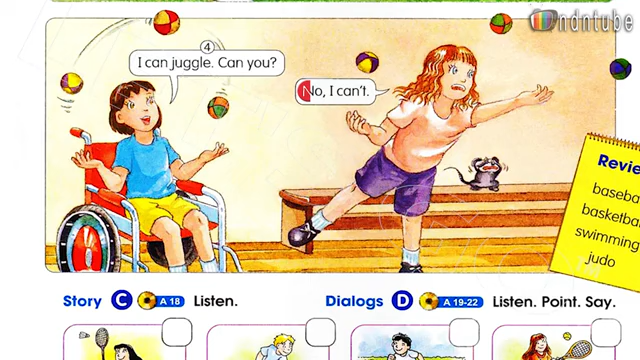 ndntube
④
I can juggle. Can you?
No, I can't.
Revie
baseba
basketba
swimming
judo
Story C A 18 Listen.
Dialogs D A 19-22 Listen. Point. Say.